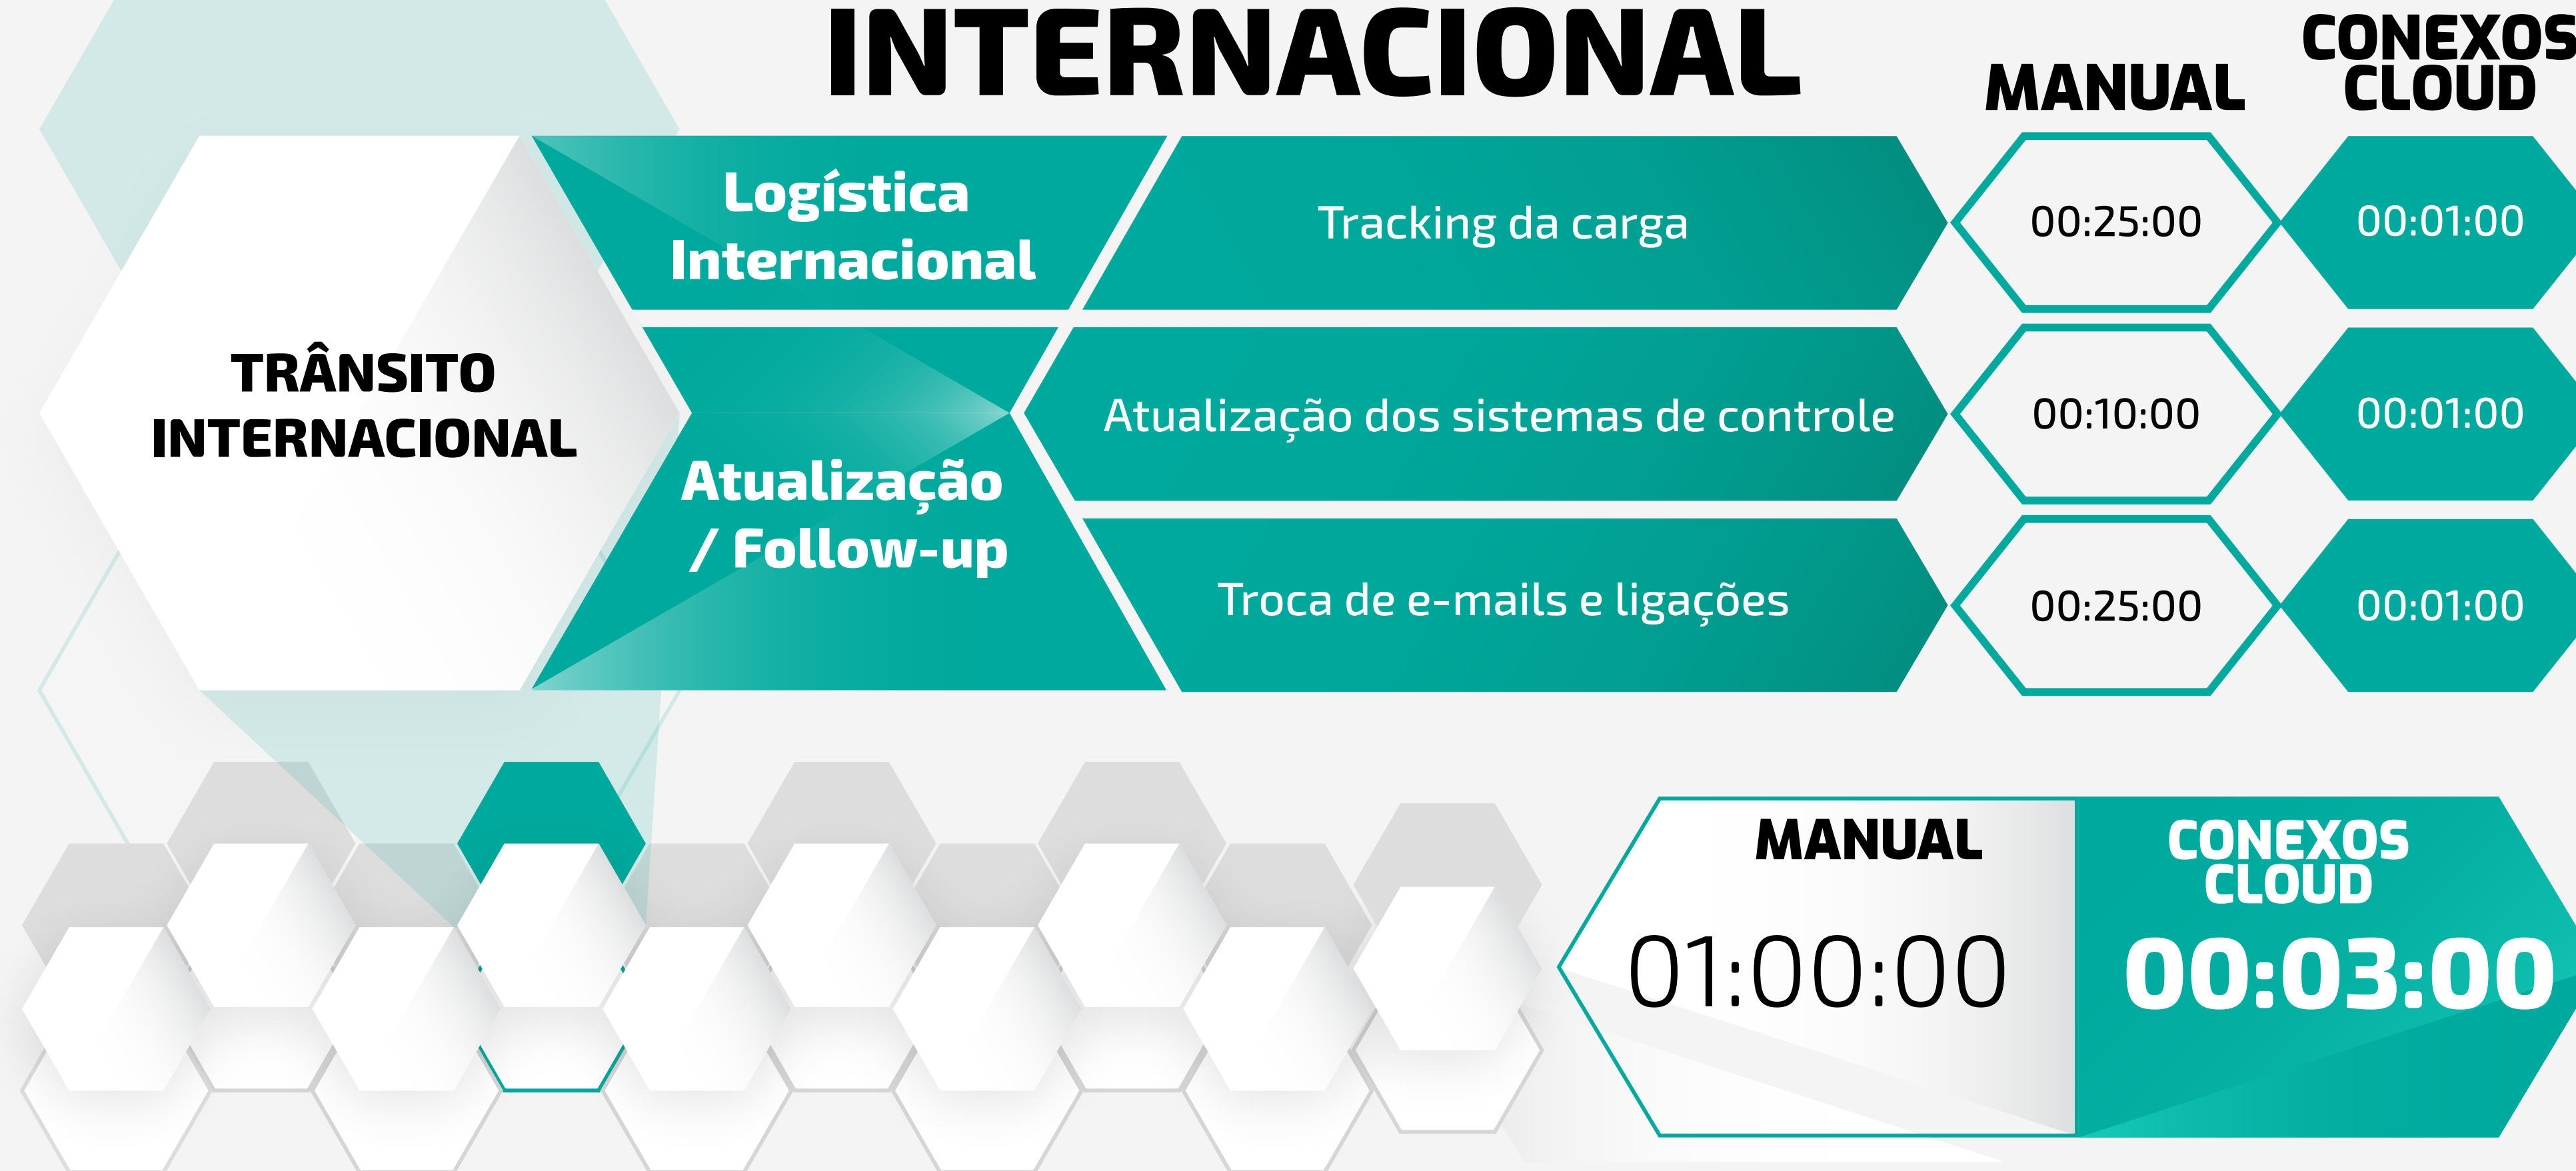 INTERNACIONAL
MANUAL
CONEXOS
CLOUD
TRÂNSITO
INTERNACIONAL
Logística
Internacional
Tracking da carga
00:25:00
00:01:00
Atualização
/ Follow-up
Atualização dos sistemas de controle
00:10:00
00:01:00
Troca de e-mails e ligações
00:25:00
00:01:00
MANUAL
01:00:00
CONEXOS
CLOUD
00:03:00